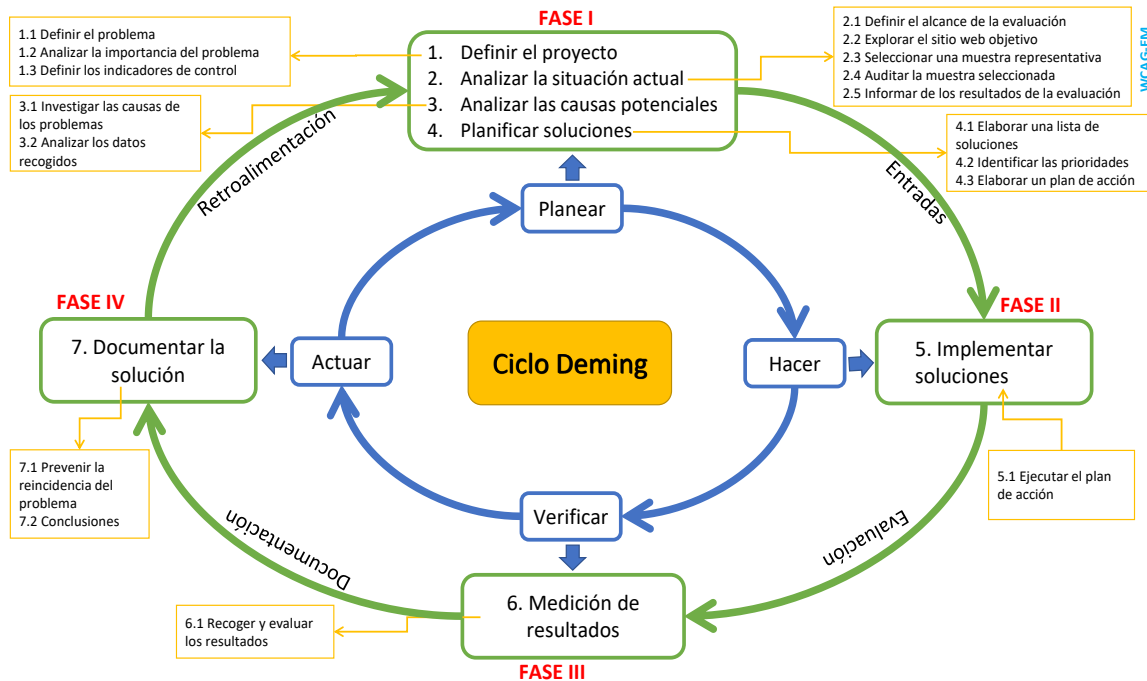 FASE I
1.1 Definir el problema
1.2 Analizar la importancia del problema
1.3 Definir los indicadores de control
1. Definir el proyecto
2. Analizar la situación actual
3. Analizar las causas potenciales
4. Planificar soluciones
2.1 Definir el alcance de la evaluación
2.2 Explorar el sitio web objetivo
2.3 Seleccionar una muestra representativa
2.4 Auditar la muestra seleccionada
2.5 Informar de los resultados de la evaluación
WCAG-EM
3.1 Investigar las causas de
los problemas
3.2 Analizar los datos
recogidos
4.1 Elaborar una lista de
soluciones
4.2 Identificar las prioridades
4.3 Elaborar un plan de acción
Retroalimentación
Entradas
Planear
FASE IV
7. Documentar la
solución
Actuar
Ciclo Deming
Hacer
FASE II
5. Implementar
soluciones
7.1 Prevenir la
reincidencia del
problema
7.2 Conclusiones
5.1 Ejecutar el plan
de acción
Verificar
Documentación
Evaluación
6. Medición de
resultados
6.1 Recoger y evaluar
los resultados
FASE III